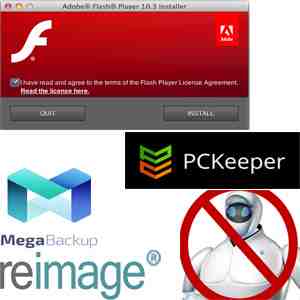 Adobe® Flash® Player 10.3 Installer
Adobe
I have read and agree to the terms of the Flash Player License Agreement.
Read the license here.
QUIT
INSTALL
PCKeeper
MegaBackup
reimage®